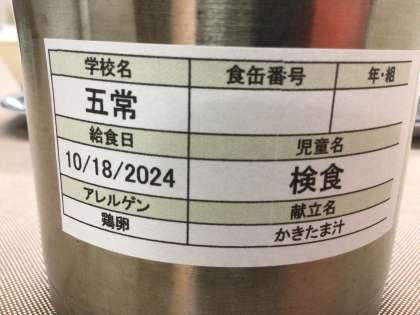 学校名 食缶番号 年・組
五常
給食日 児童名
10/18/2024 検食
アレルゲン 献立名
鶏卵 かきたま汁